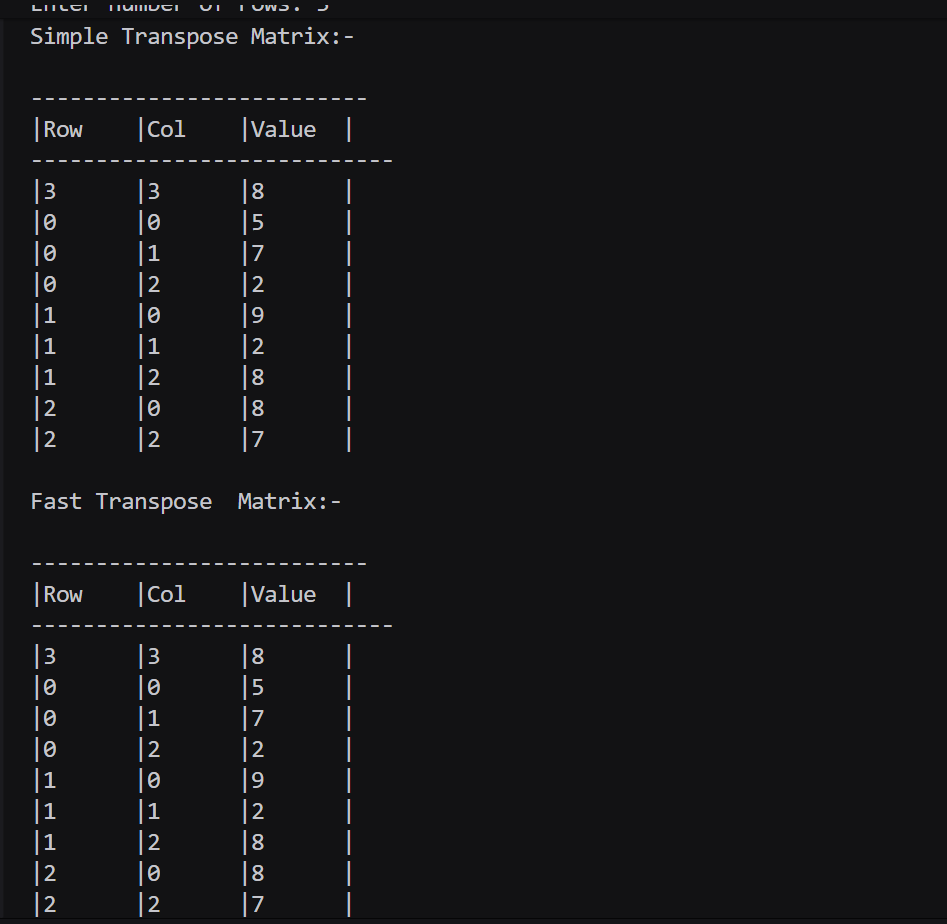 Enter number of rows: 3
Simple Transpose Matrix:-
--------------------------
|Row    |Col    |Value  |
----------------------------
|3      |3      |8      |
|0      |0      |5      |
|0      |1      |7      |
|0      |2      |2      |
|1      |0      |9      |
|1      |1      |2      |
|1      |2      |8      |
|2      |0      |8      |
|2      |2      |7      |
Fast Transpose  Matrix:-
--------------------------
|Row    |Col    |Value  |
----------------------------
|3      |3      |8      |
|0      |0      |5      |
|0      |1      |7      |
|0      |2      |2      |
|1      |0      |9      |
|1      |1      |2      |
|1      |2      |8      |
|2      |0      |8      |
|2      |2      |7      |